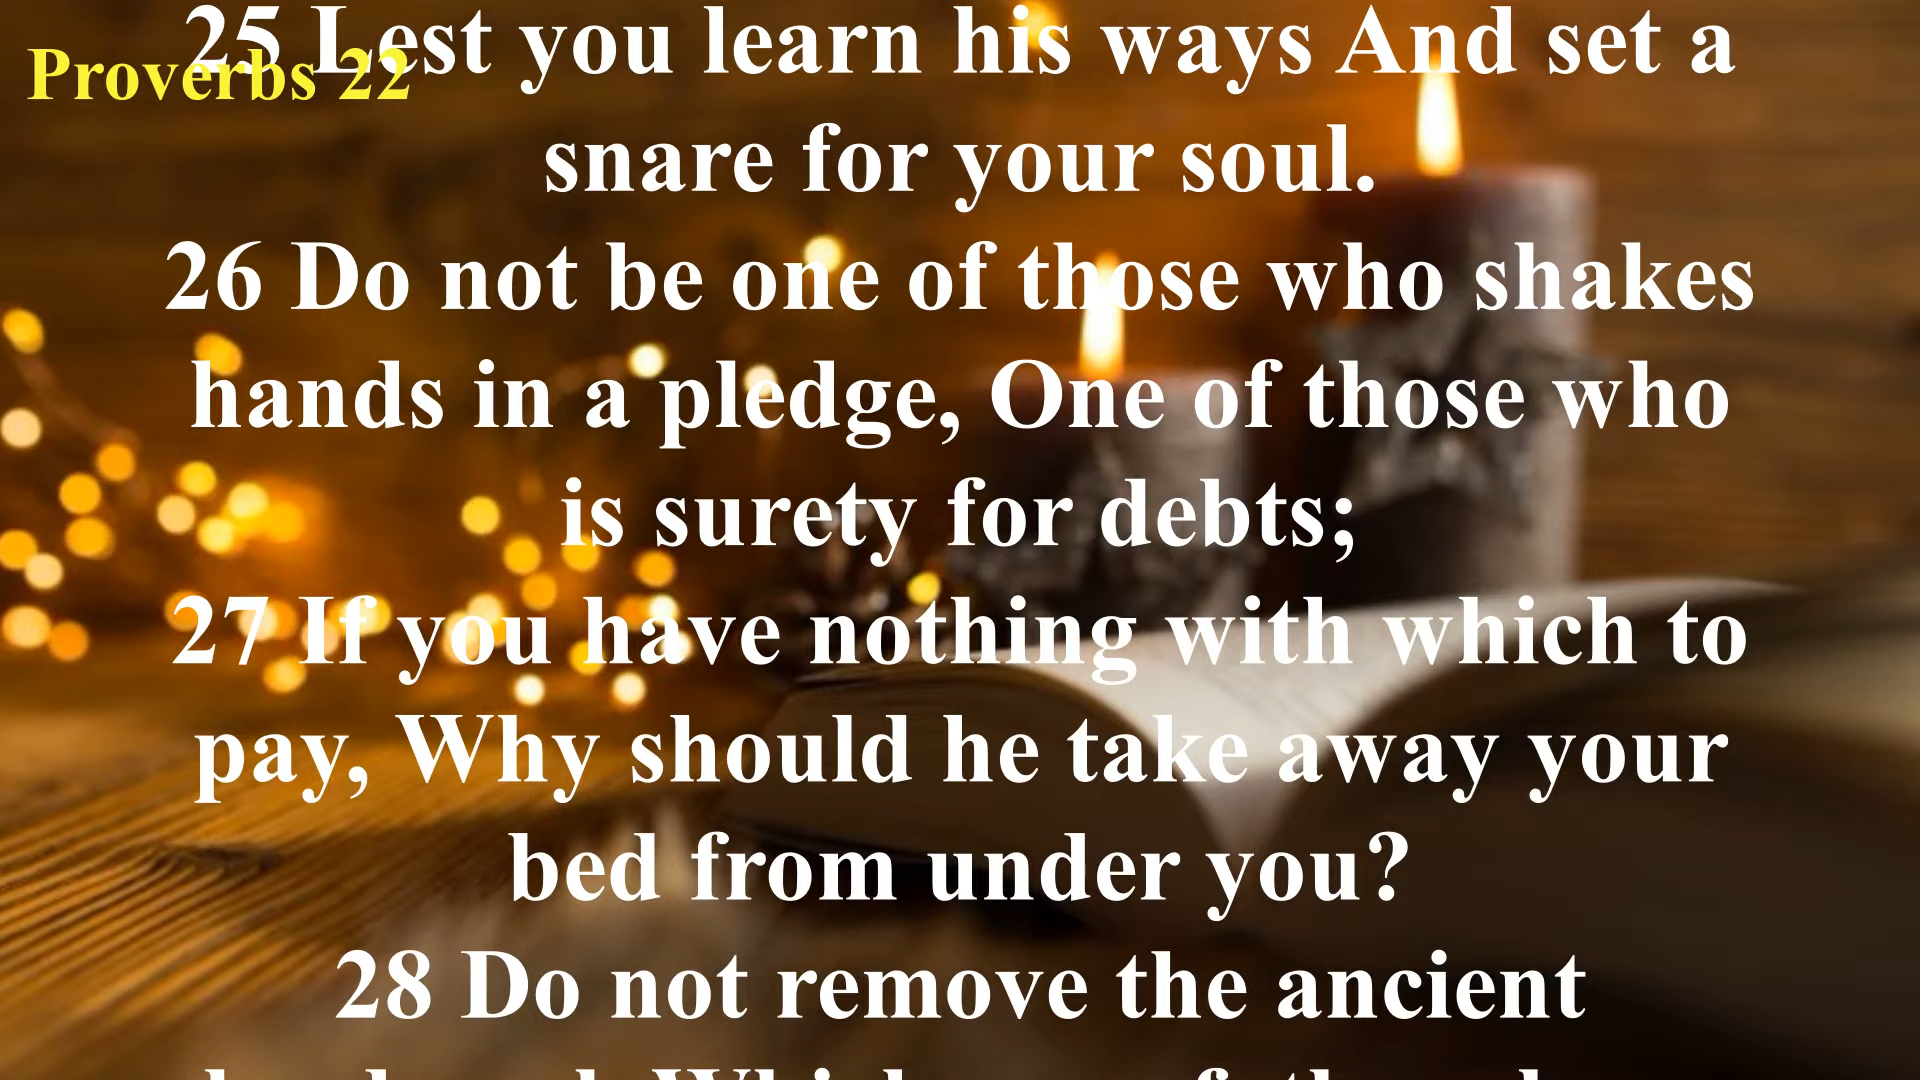 Proverbs 22
25 Lest you learn his ways And set a
snare for your soul.
26 Do not be one of those who shakes
hands in a pledge, One of those who
is surety for debts;
27 If you have nothing with which to
pay, Why should he take away your
bed from under you?
28 Do not remove the ancient